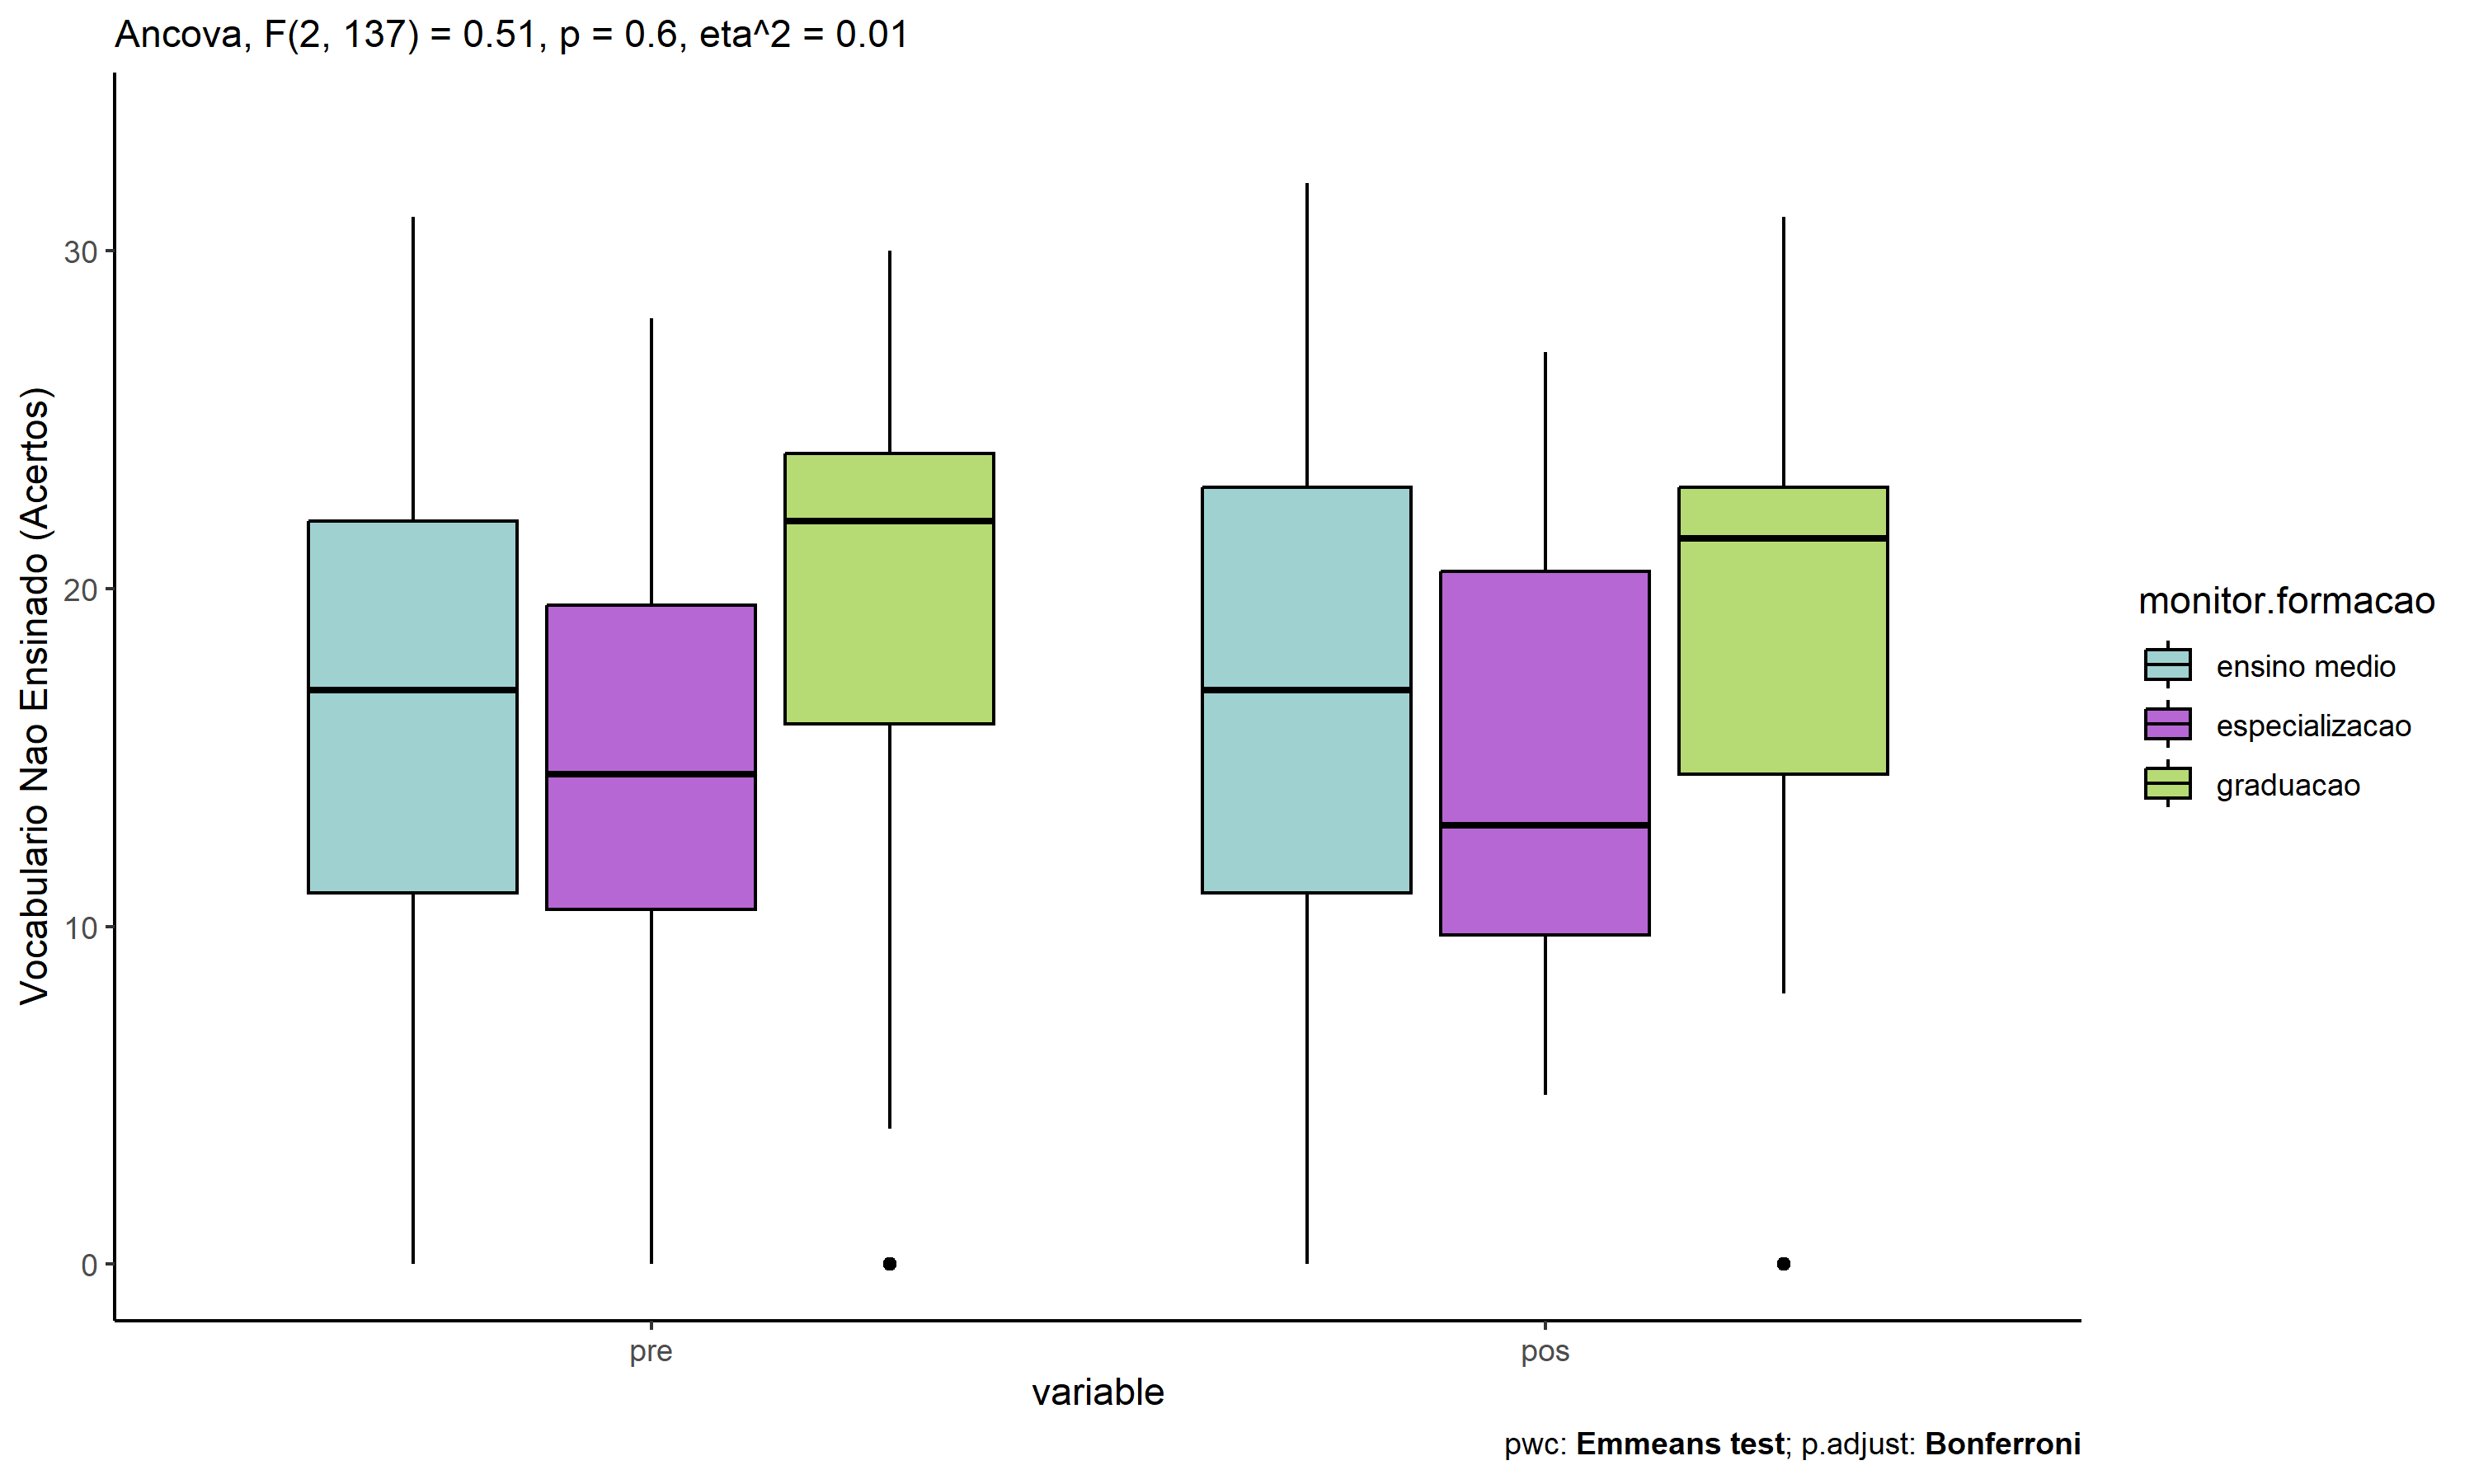 Ancova, F(2, 137) = 0.51, p = 0.6, eta^2 = 0.01
Vocabulario Nao Ensinado (Acertos)
30
20
10
0
pre
pos
variable
monitor.formacao
ensino medio
especializacao
graduacao
pwc: Emmeans test; p.adjust: Bonferroni